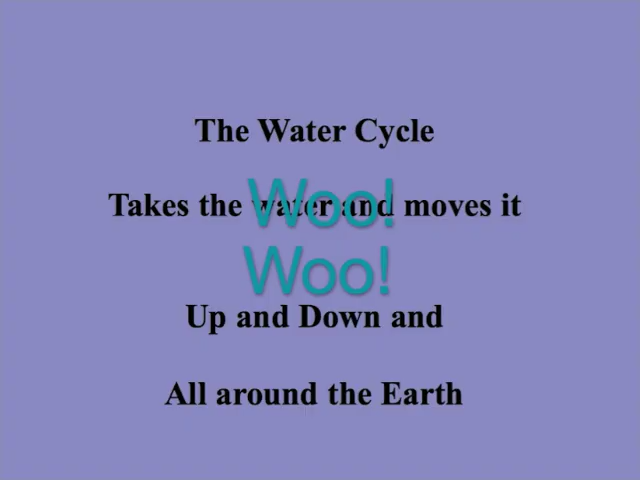 The Water Cycle
Takes the water and moves it
Woo!
Woo!
Up and Down and
All around the Earth